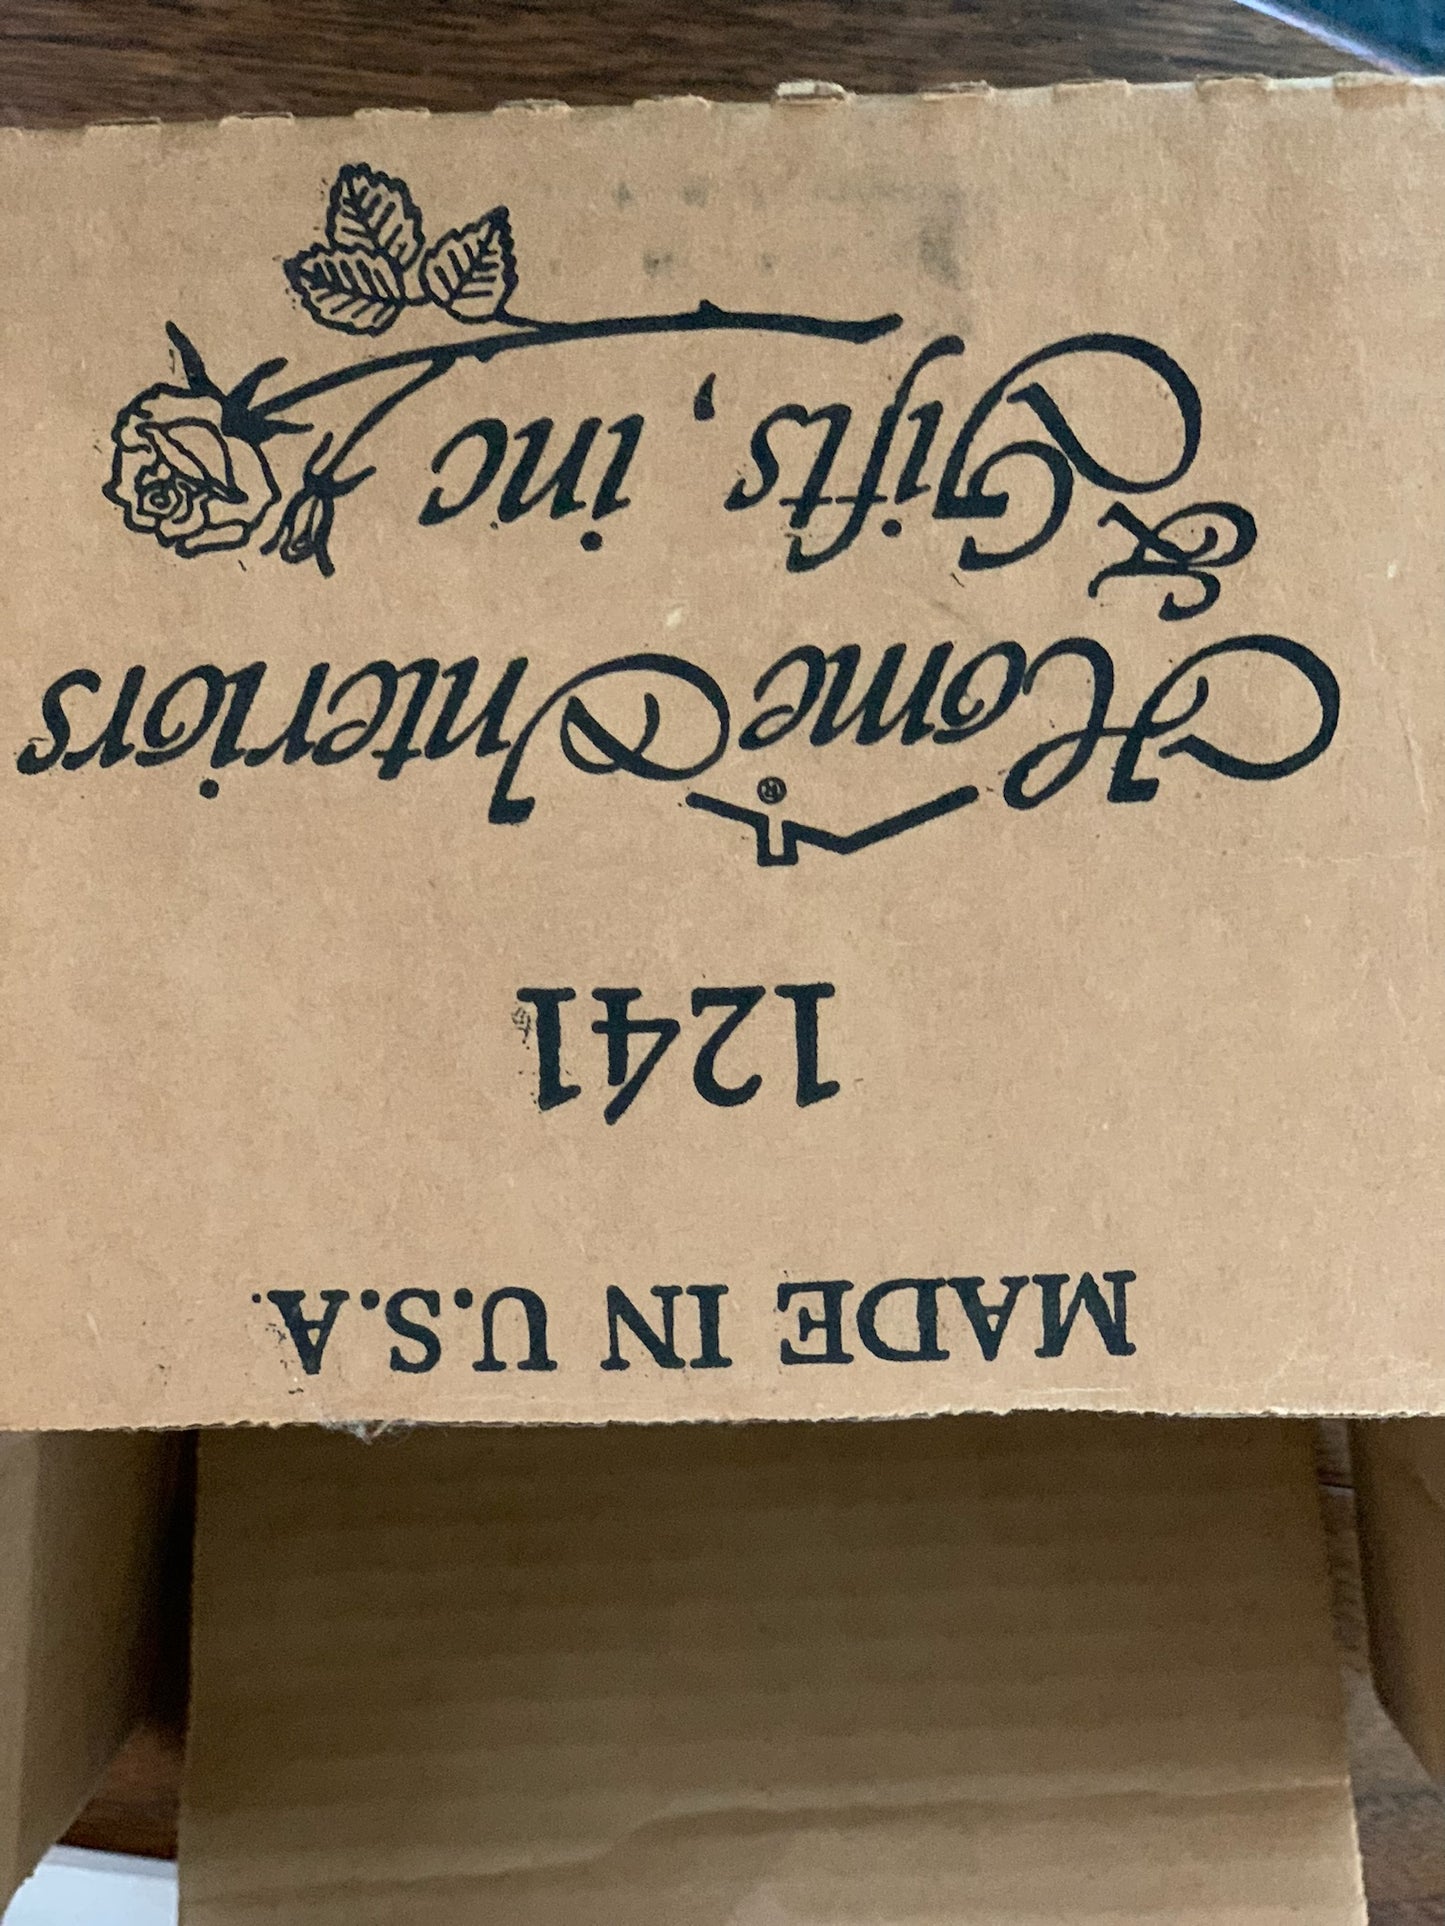 MADE IN U.S.A.
1241
Home Interiors ®
&
Gifts, inc